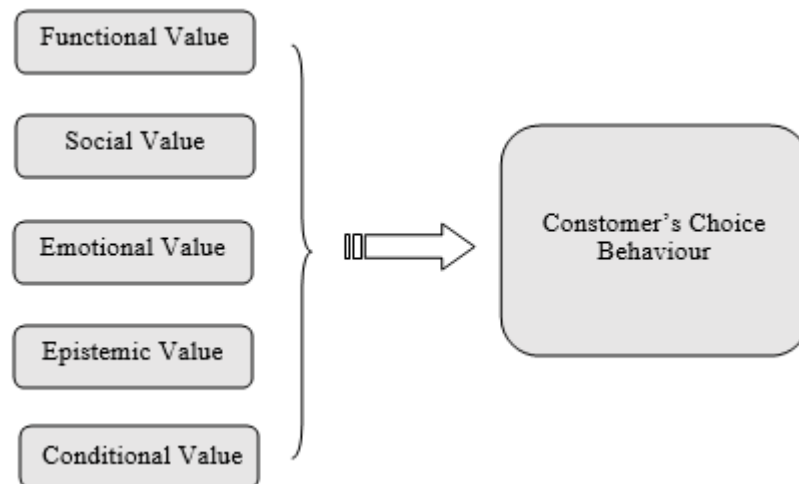 Functional Value
Social Value
Emotional Value
Epistemic Value
Conditional Value
Constomer’s Choice
Behaviour